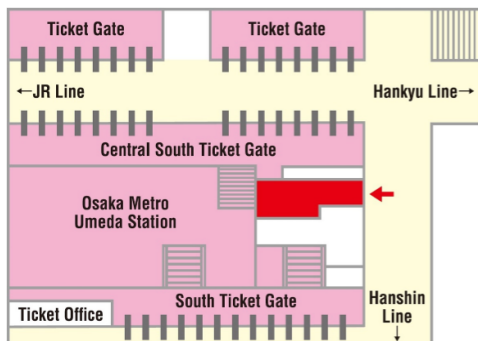 Ticket Gate
Ticket Gate
←JR Line
Hankyu Line→
Central South Ticket Gate
Osaka Metro
Umeda Station
South Ticket Gate
Ticket Office
Hanshin
Line
↓